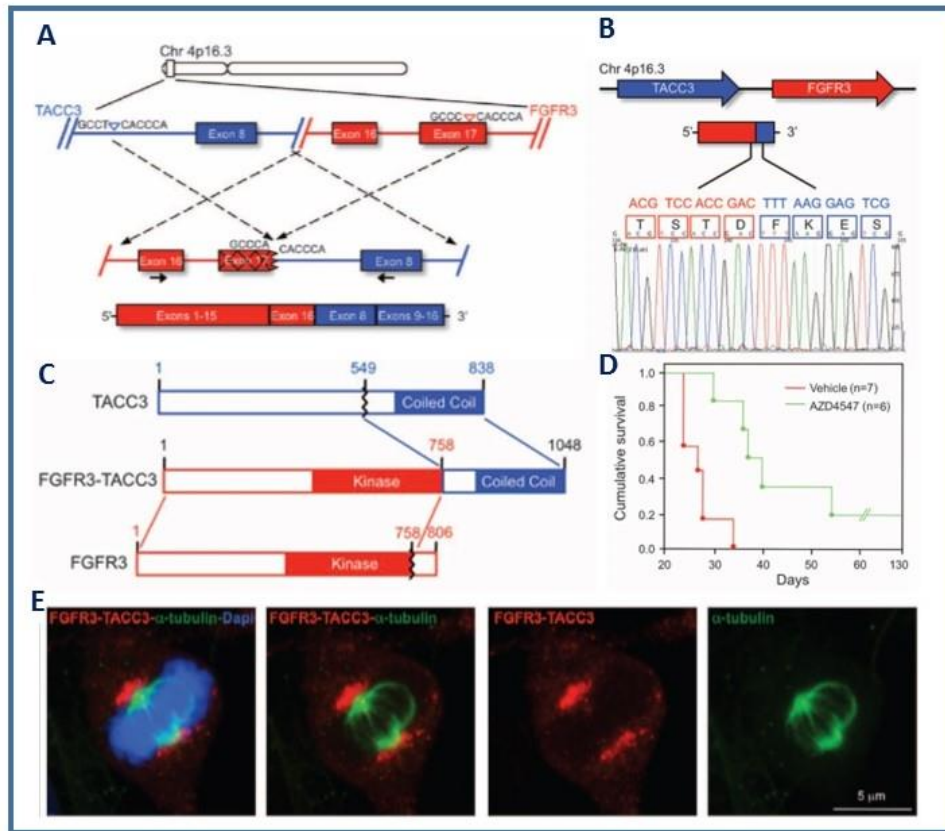 A
Chr 4p16.3
TACC3
FGFR3
GCCT CACCCA
GCCC CACCCA
Exon 8
Exon 16
Exon 17
GCCCA
CACCCA
Exon 16
Exon 17
Exon 8
5'
Exons 1-15
Exon 16
Exon 8
Exons 9-16
3'
B
Chr 4p16.3
TACC3
FGFR3
5'
3'
ACG TCC ACC GAC TTT AAG GAG TCG
T S T D F K E S
C
1
549
838
TACC3
Coiled Coil
1
758
1048
FGFR3-TACC3
Kinase
Coiled Coil
1
758
806
FGFR3
Kinase
D
Cumulative survival
1.0
0.8
0.6
0.4
0.2
0.0
Vehicle (n=7)
AZD4547 (n=6)
20 30 40 50 60 130
Days
E
FGFR3-TACC3-α-tubulin-Dapi
FGFR3-TACC3-α-tubulin
FGFR3-TACC3
α-tubulin
5 μm